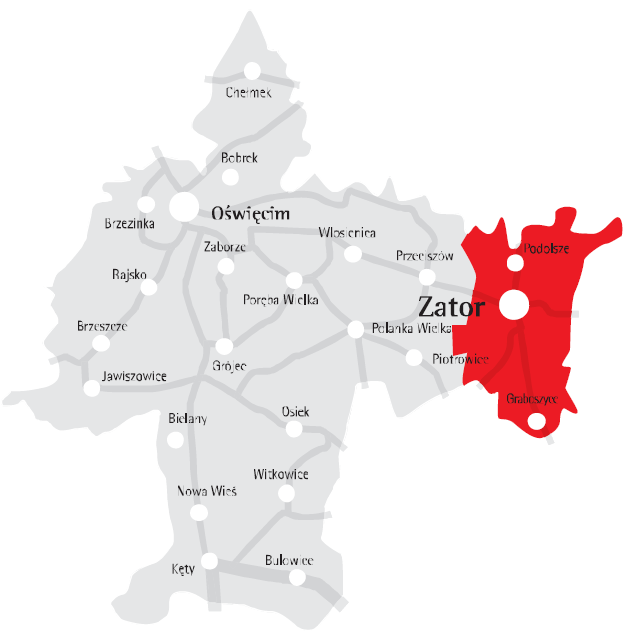 Chełmek
Bobrek
Oświęcim
Brzezinka
Włosienica
Zaborze
Podolsze
Przeciszów
Rajsko
Poręba Wielka
Zator
Brzeszcze
Polanka Wielka
Piotrowice
Grójec
Jawiszowice
Graboszyce
Osiek
Bielany
Witkowice
Nowa Wieś
Bulowice
Kęty